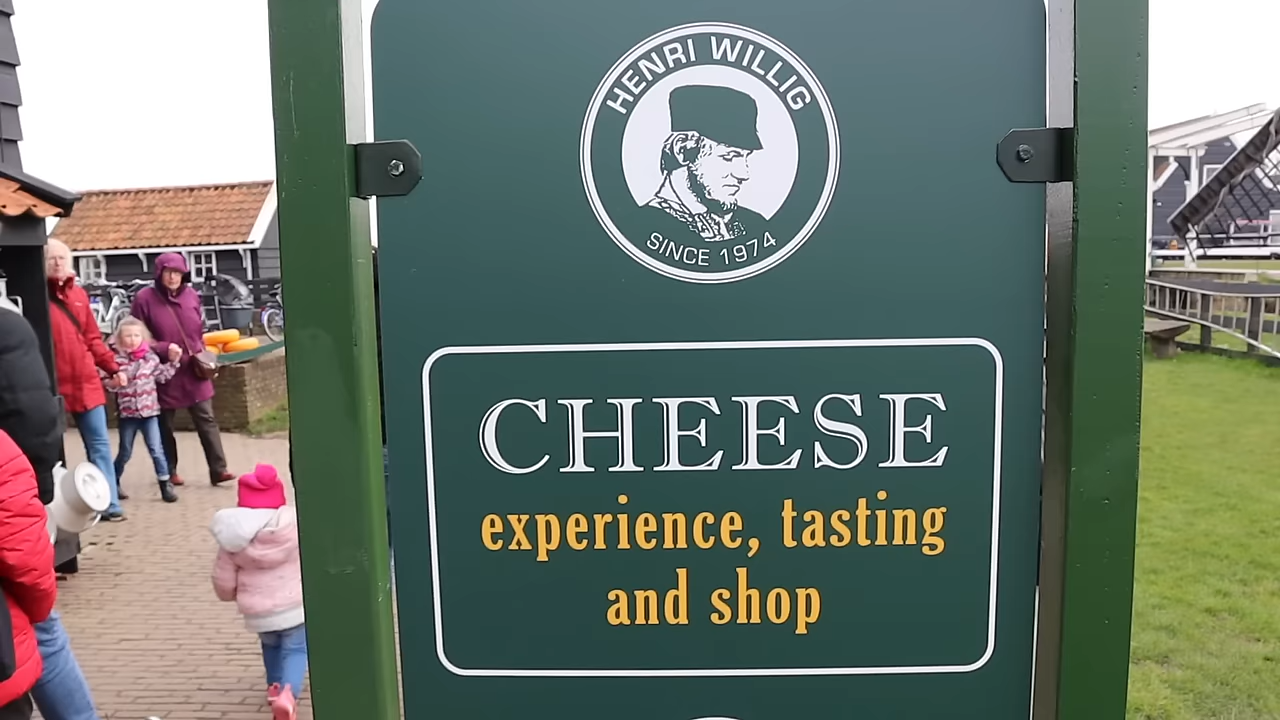 HENRI WILLIG
SINCE 1974
CHEESE
experience, tasting
and shop